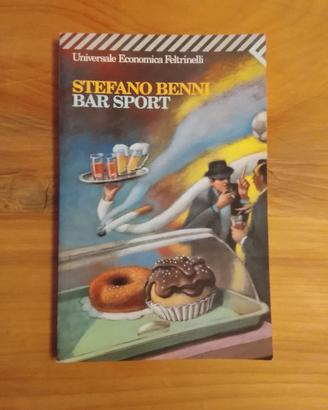 Universale Economica Feltrinelli
STEFANO BENNI
BAR SPORT